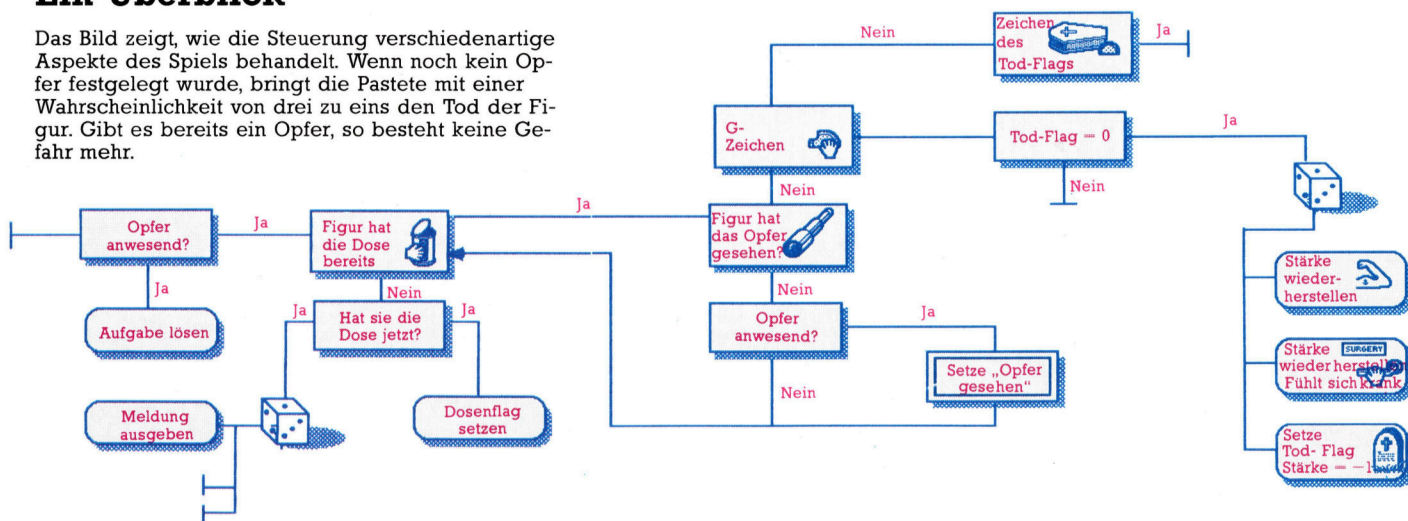 Das Bild zeigt, wie die Steuerung verschiedenartige
Aspekte des Spiels behandelt. Wenn noch kein Op-
fer festgelegt wurde, bringt die Pastete mit einer
Wahrscheinlichkeit von drei zu eins den Tod der Fi-
gur. Gibt es bereits ein Opfer, so besteht keine Ge-
fahr mehr.
Nein
Zeichen
des
Tod-Flags
Ja
G-
Zeichen
Tod-Flag = 0
Ja
Nein
Nein
Opfer
anwesend?
Ja
Figur hat
die Dose
bereits
Ja
Figur hat
das Opfer
gesehen?
Ja
Aufgabe lösen
Nein
Ja
Hat sie die
Dose jetzt?
Ja
Nein
Opfer
anwesend?
Ja
Setze „Opfer
gesehen“
Nein
Meldung
ausgeben
Dosenflag
setzen
Stärke
wieder-
herstellen
Stärke
SURGERY
wieder herstellen
Fühlt sich krank
Setze
Tod- Flag
Stärke = -1